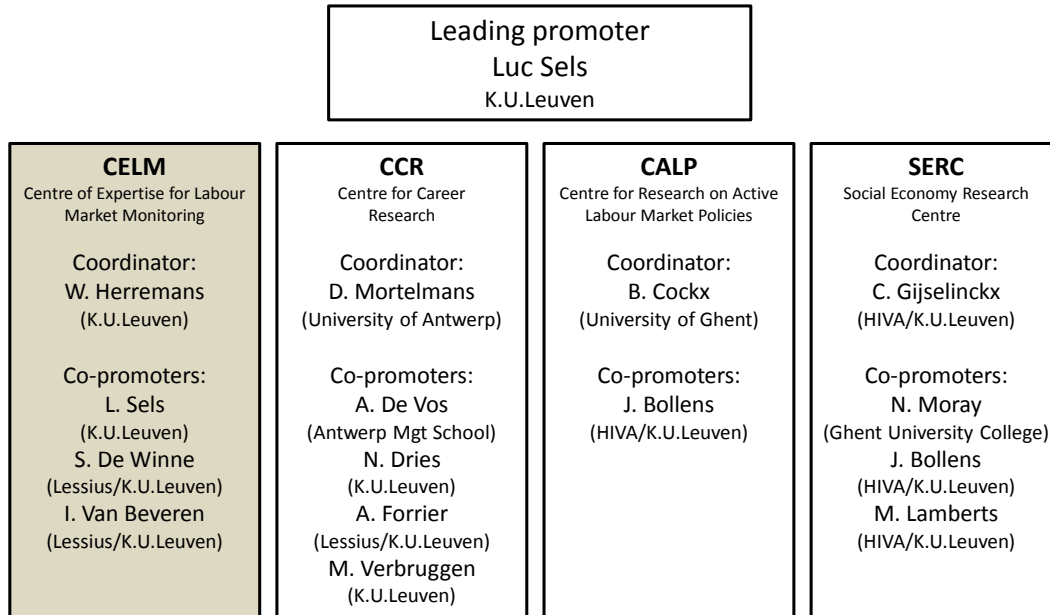 Leading promoter
Luc Sels
K.U.Leuven
CELM
Centre of Expertise for Labour
Market Monitoring
Coordinator:
W. Herremans
(K.U.Leuven)
Co-promoters:
L. Sels
(K.U.Leuven)
S. De Winne
(Lessius/K.U.Leuven)
I. Van Beveren
(Lessius/K.U.Leuven)
CCR
Centre for Career
Research
Coordinator:
D. Mortelmans
(University of Antwerp)
Co-promoters:
A. De Vos
(Antwerp Mgt School)
N. Dries
(K.U.Leuven)
A. Forrier
(Lessius/K.U.Leuven)
M. Verbruggen
(K.U.Leuven)
CALP
Centre for Research on Active
Labour Market Policies
Coordinator:
B. Cockx
(University of Ghent)
Co-promoters:
J. Bollens
(HIVA/K.U.Leuven)
SERC
Social Economy Research
Centre
Coordinator:
C. Gijselinckx
(HIVA/K.U.Leuven)
Co-promoters:
N. Moray
(Ghent University College)
J. Bollens
(HIVA/K.U.Leuven)
M. Lamberts
(HIVA/K.U.Leuven)